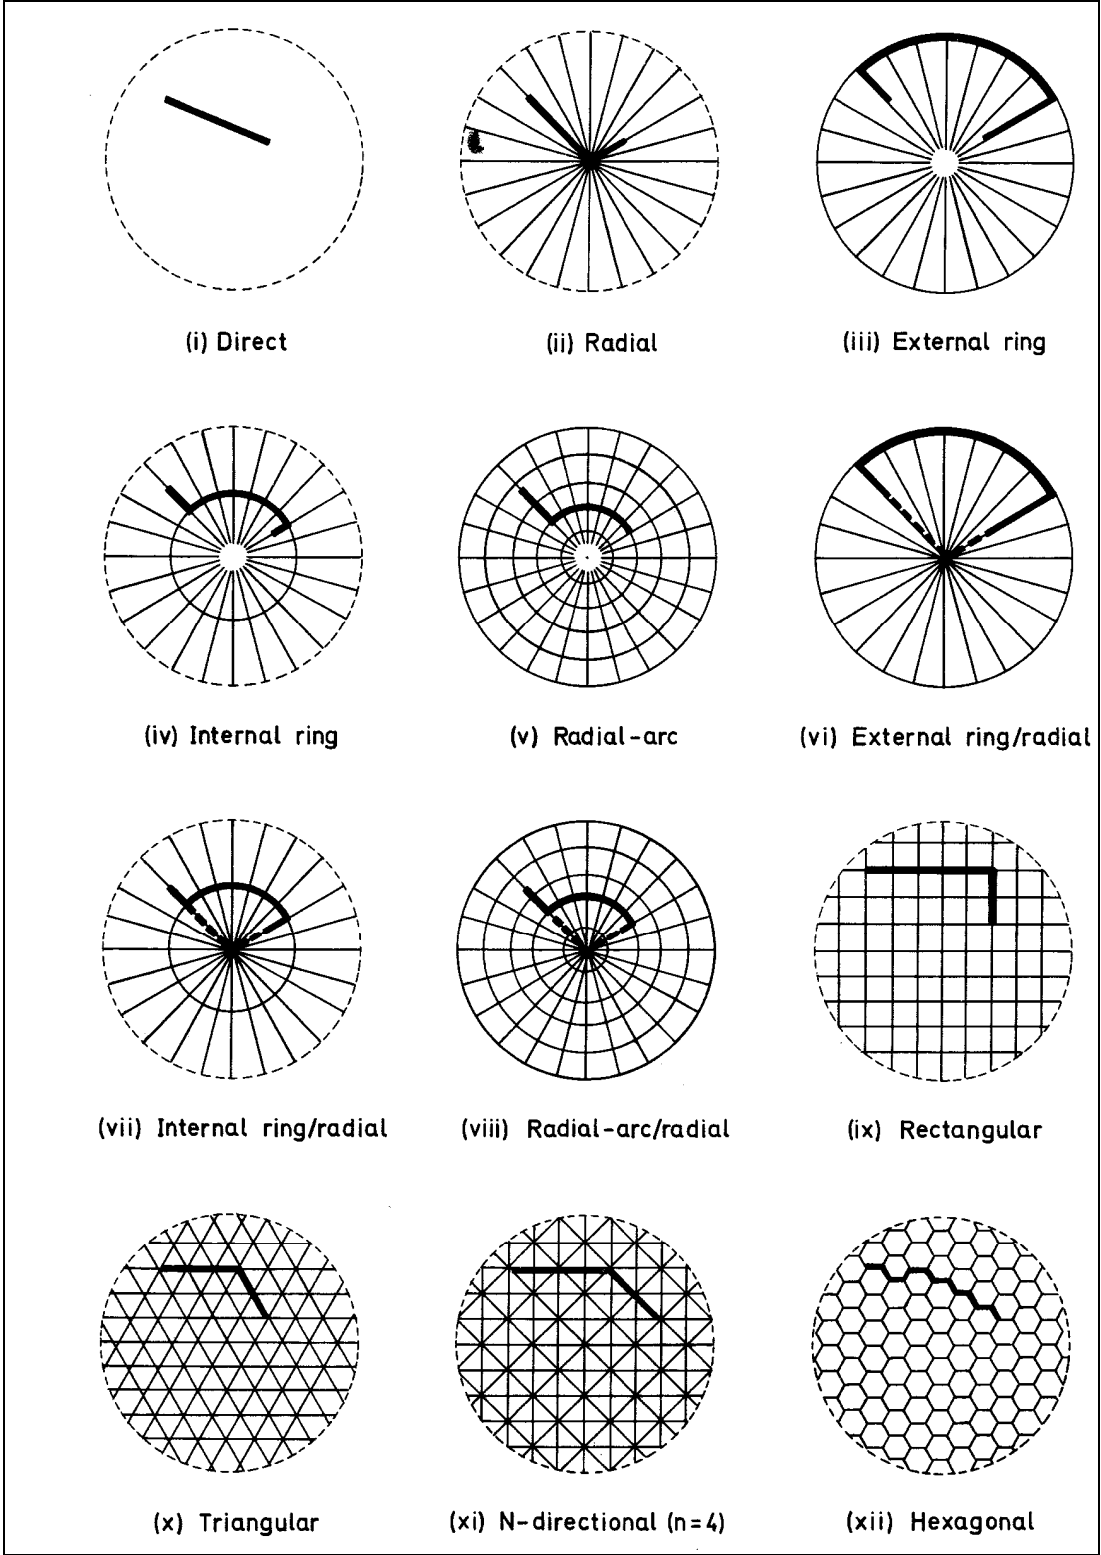 (i) Direct
(ii) Radial
(iii) External ring
(iv) Internal ring
(v) Radial-arc
(vi) External ring/radial
(vii) Internal ring/radial
(viii) Radial-arc/radial
(ix) Rectangular
(x) Triangular
(xi) N-directional (n=4)
(xii) Hexagonal